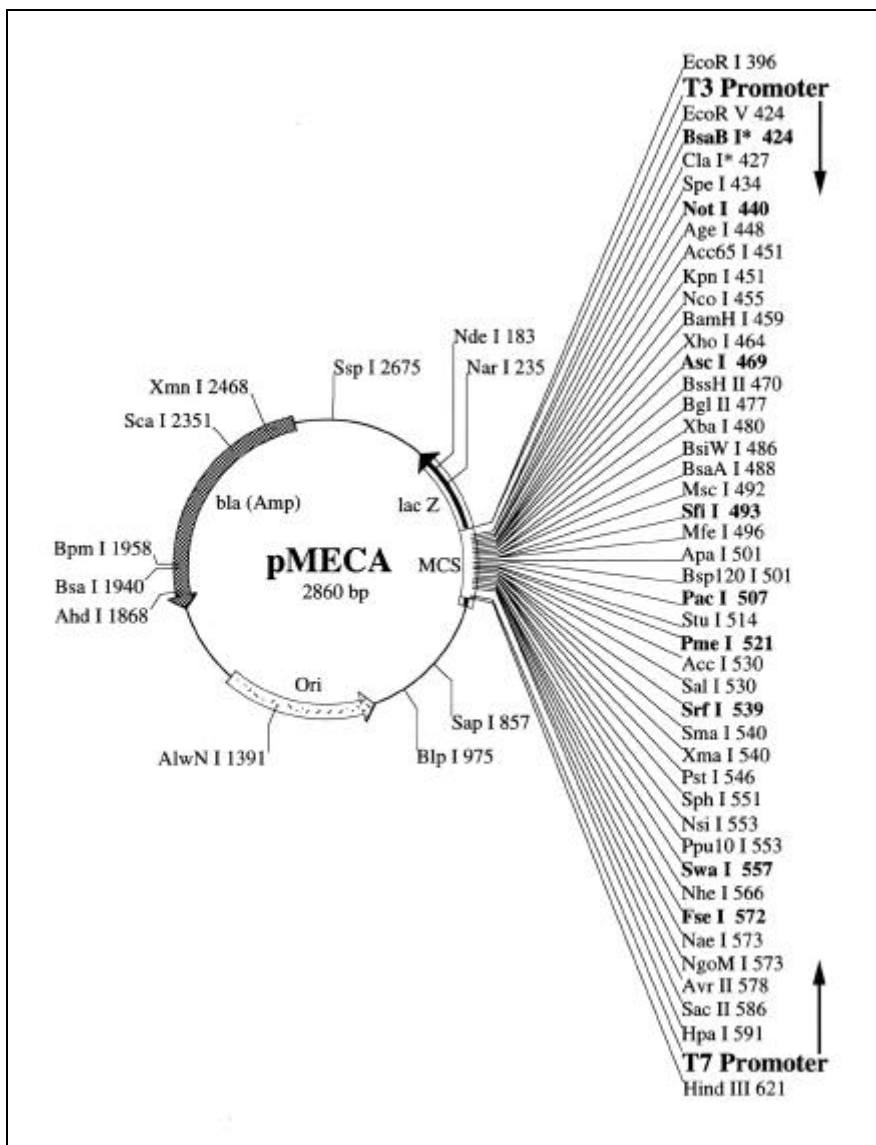 EcoR I 396
T3 Promoter
EcoR V 424
BsaB I* 424
Cla I* 427
Spe I 434
Not I 440
Age I 448
Acc65 I 451
Kpn I 451
Nco I 455
BamH I 459
Xho I 464
Asc I 469
BssH II 470
Bgl II 477
Xba I 480
BsiW I 486
BsaA I 488
Msc I 492
Sfi I 493
Mfe I 496
Apa I 501
Bsp120 I 501
Pac I 507
Stu I 514
Pme I 521
Acc I 530
Sal I 530
Srf I 539
Sma I 540
Xma I 540
Pst I 546
Sph I 551
Nsi I 553
Ppu10 I 553
Swa I 557
Nhe I 566
Fse I 572
Nae I 573
NgoM I 573
Avr II 578
Sac II 586
Hpa I 591
T7 Promoter
Hind III 621
Nde I 183
Nar I 235
Ssp I 2675
Xmn I 2468
Sca I 2351
bla (Amp)
lac Z
Bpm I 1958
Bsa I 1940
Ahd I 1868
pMECA
2860 bp
MCS
Ori
Sap I 857
Blp I 975
AlwN I 1391